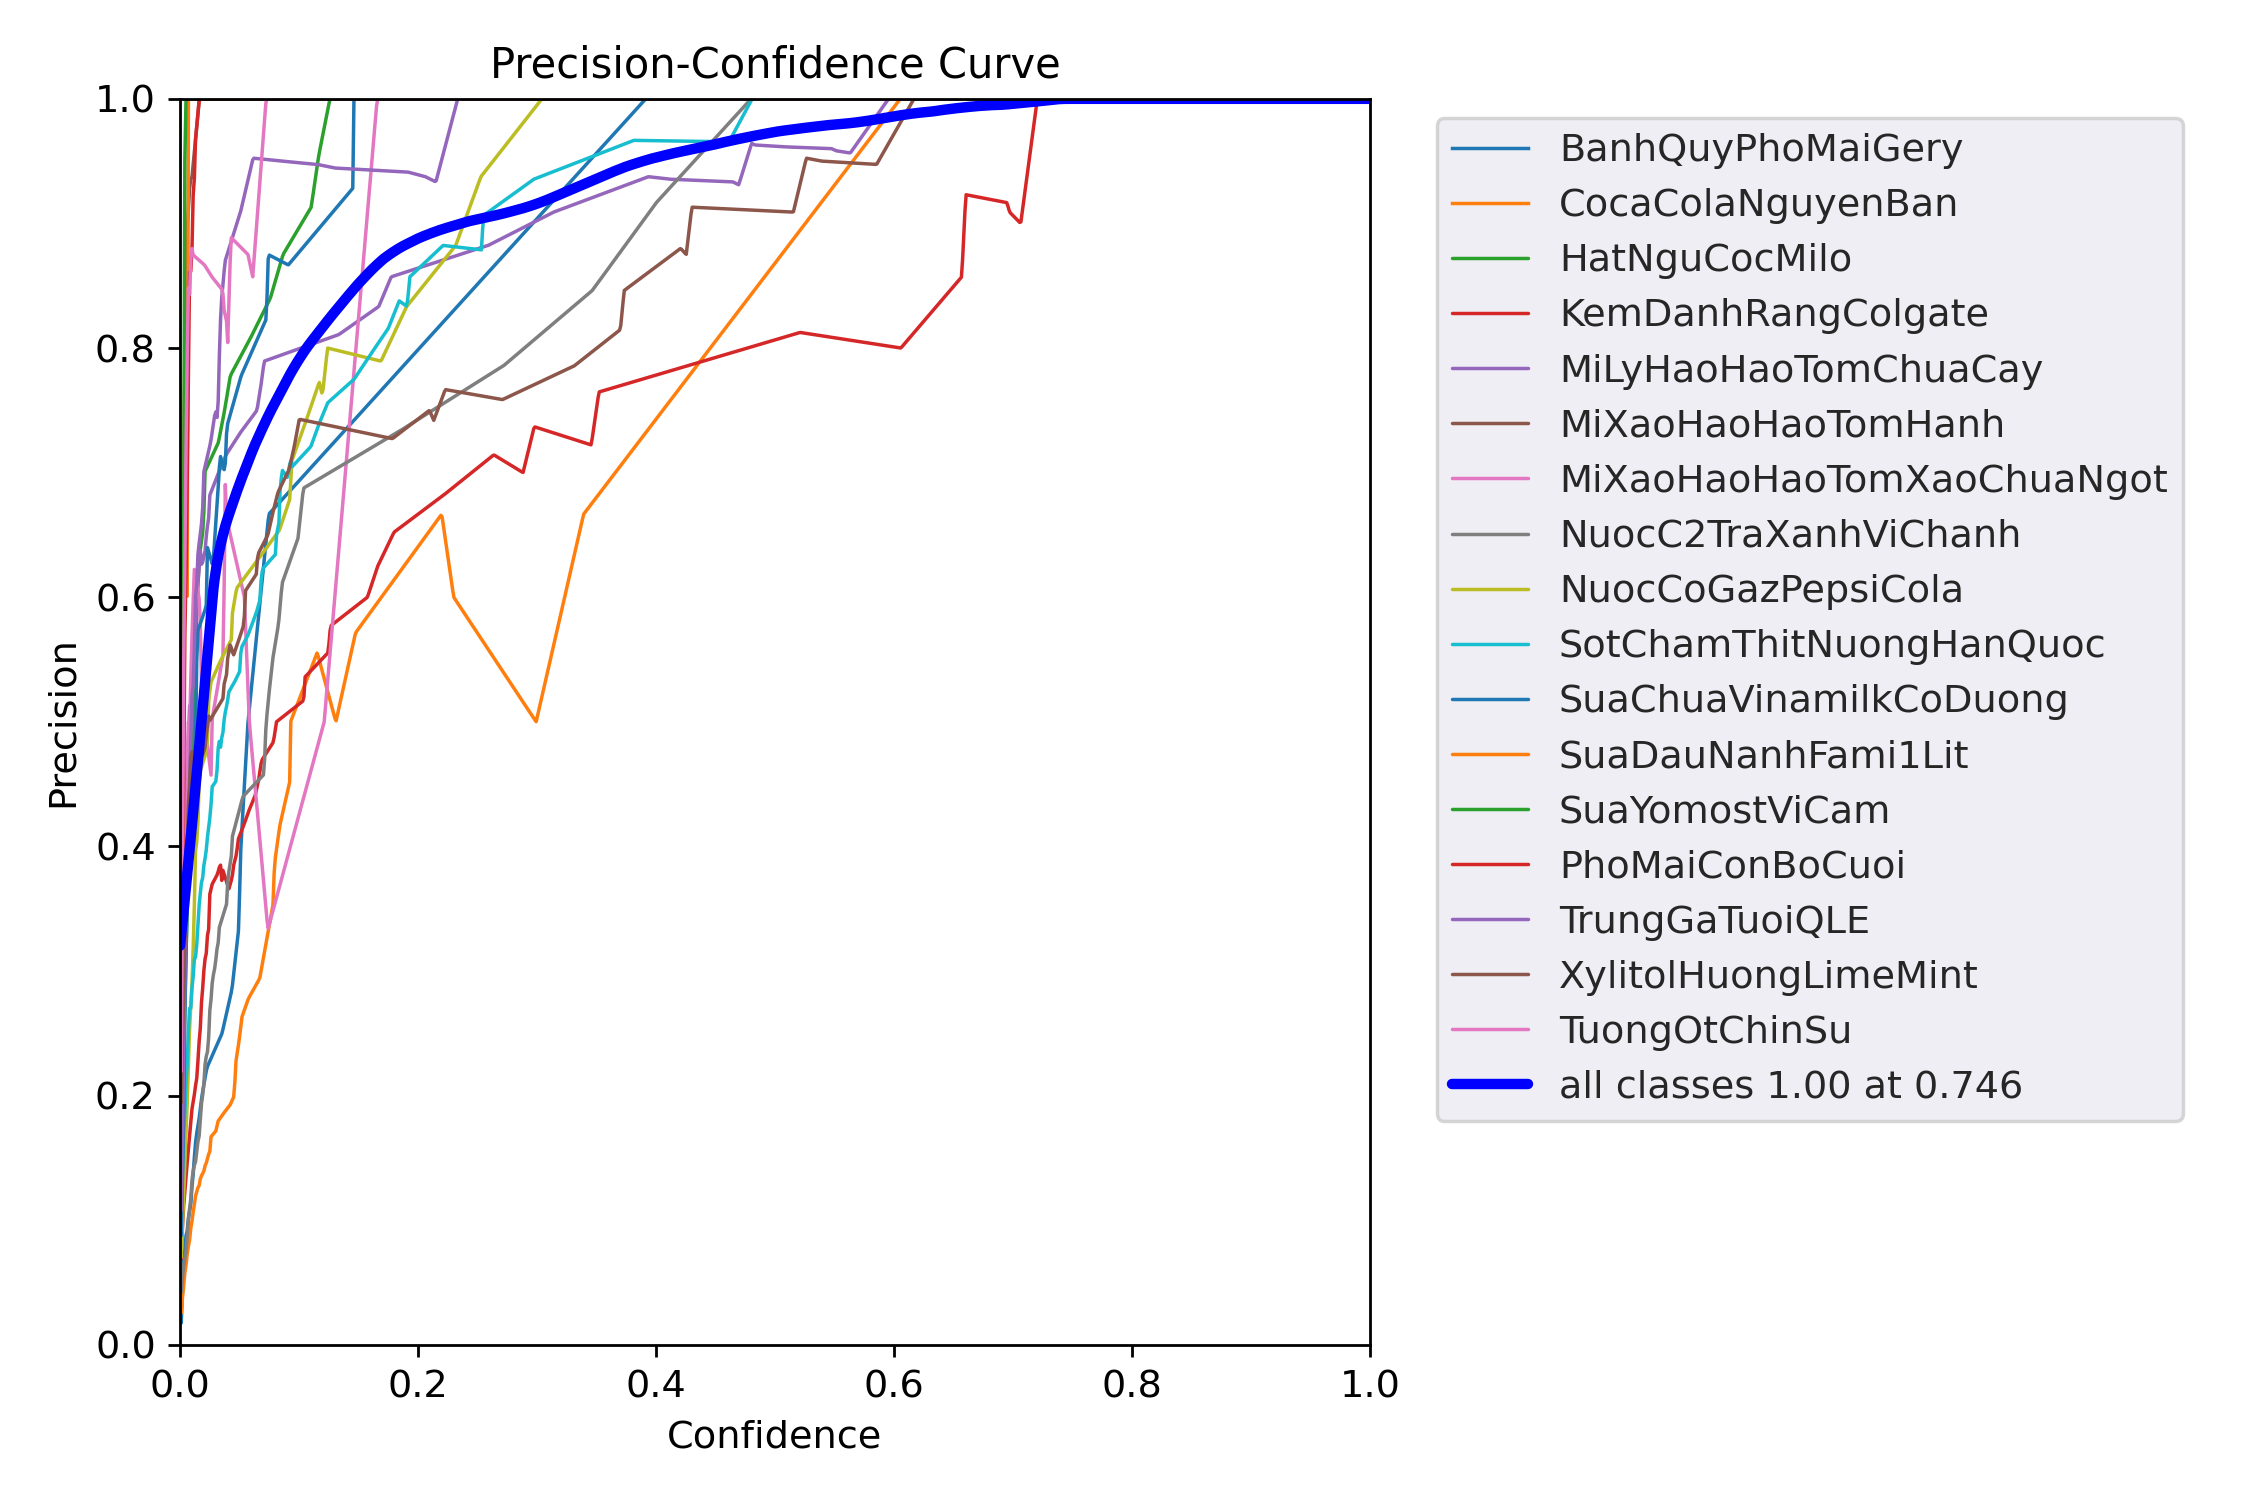 Precision-Confidence Curve
1.0
0.8
0.6
0.4
0.2
0.0
Precision
0.0 0.2 0.4 0.6 0.8 1.0
Confidence
BanhQuyPhoMaiGery
CocaColaNguyenBan
HatNguCocMilo
KemDanhRangColgate
MiLyHaoHaoTomChuaCay
MiXaoHaoHaoTomHanh
MiXaoHaoHaoTomXaoChuaNgot
NuocC2TraXanhViChanh
NuocCoGazPepsiCola
SotChamThitNuongHanQuoc
SuaChuaVinamilkCoDuong
SuaDauNanhFami1Lit
SuaYomostViCam
PhoMaiConBoCuoi
TrungGaTuoiQLE
XylitolHuongLimeMint
TuongOtChinSu
all classes 1.00 at 0.746